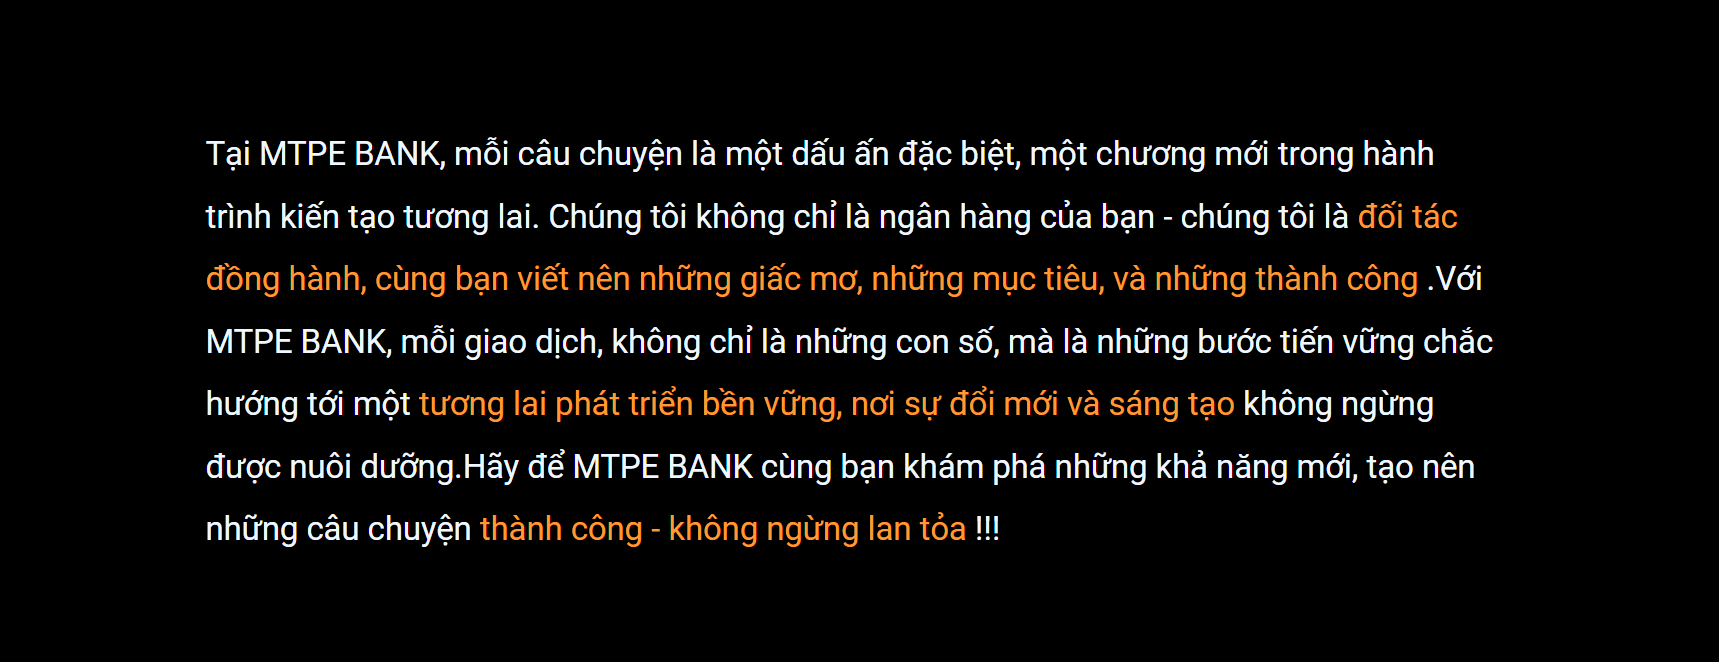 Tại MTPE BANK, mỗi câu chuyện là một dấu ấn đặc biệt, một chương mới trong hành
trình kiến tạo tương lai. Chúng tôi không chỉ là ngân hàng của bạn - chúng tôi là đối tác
đồng hành, cùng bạn viết nên những giấc mơ, những mục tiêu, và những thành công .Với
MTPE BANK, mỗi giao dịch, không chỉ là những con số, mà là những bước tiến vững chắc
hướng tới một tương lai phát triển bền vững, nơi sự đổi mới và sáng tạo không ngừng
được nuôi dưỡng.Hãy để MTPE BANK cùng bạn khám phá những khả năng mới, tạo nên
những câu chuyện thành công - không ngừng lan tỏa !!!